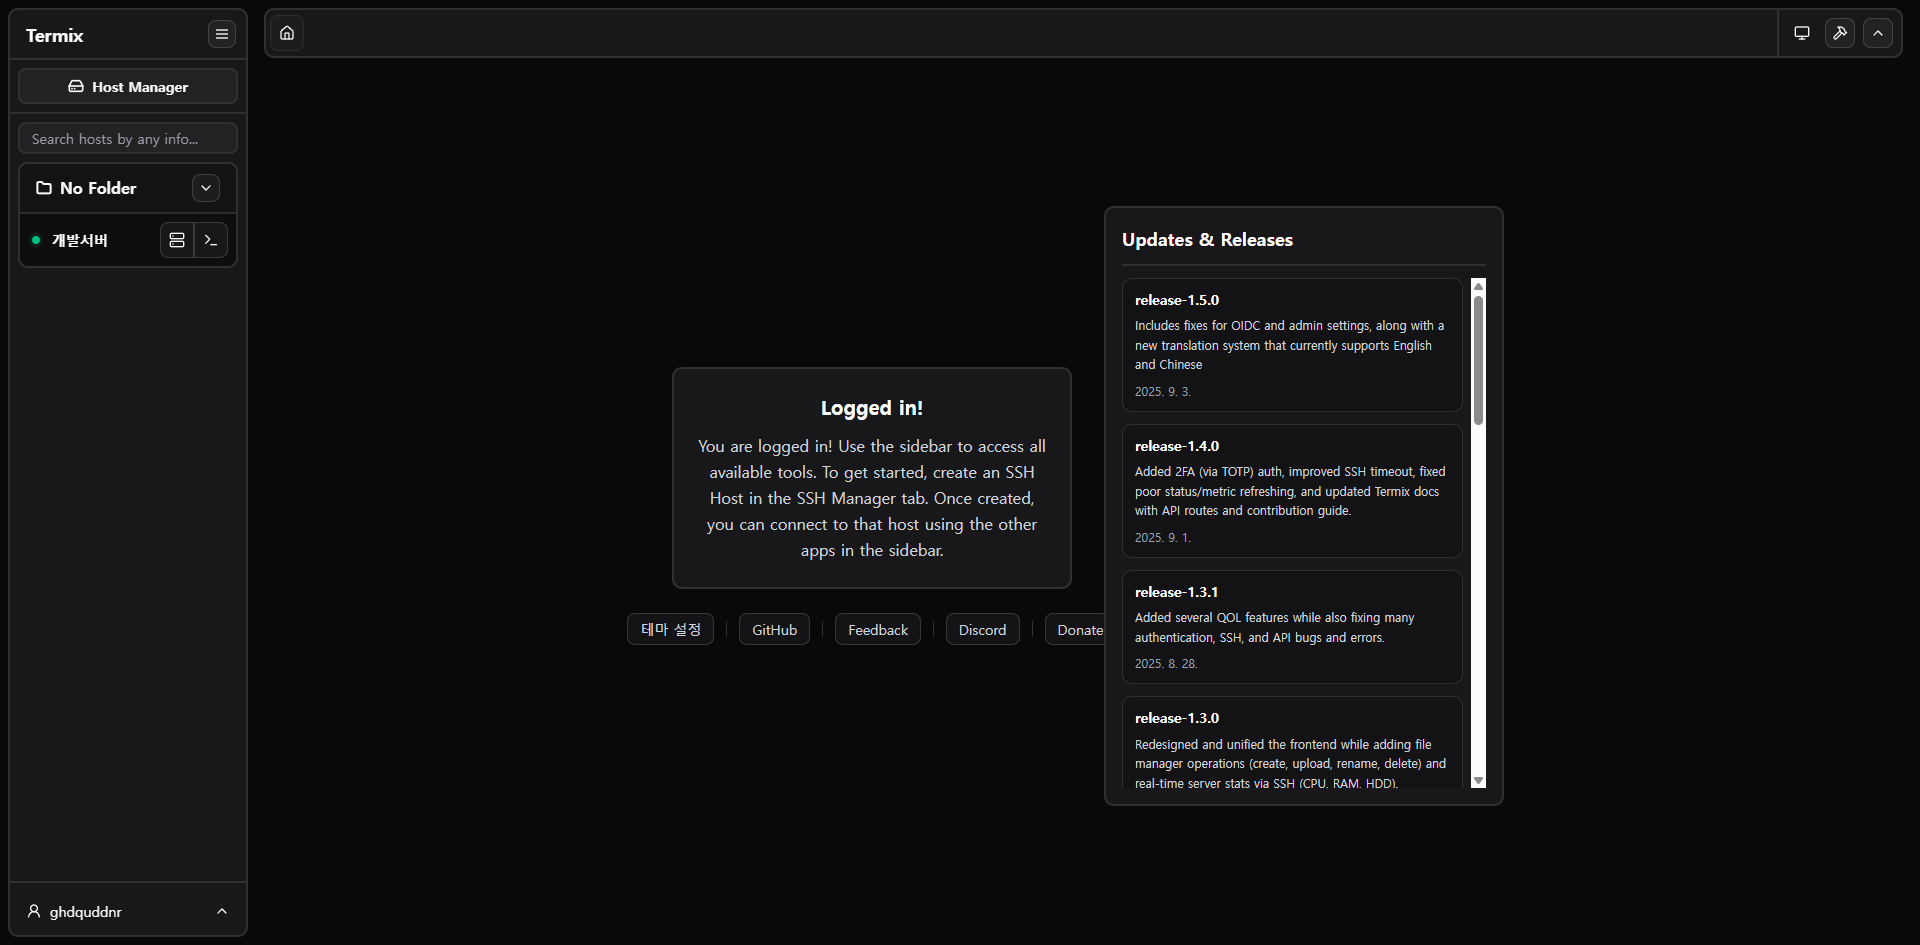 Termix
Host Manager
Search hosts by any info...
No Folder
개발서버
ghdquddnr
Logged in!
You are logged in! Use the sidebar to access all
available tools. To get started, create an SSH
Host in the SSH Manager tab. Once created,
you can connect to that host using the other
apps in the sidebar.
테마 설정
GitHub
Feedback
Discord
Donate
Updates & Releases
release-1.5.0
Includes fixes for OIDC and admin settings, along with a
new translation system that currently supports English
and Chinese
2025. 9. 3.
release-1.4.0
Added 2FA (via TOTP) auth, improved SSH timeout, fixed
poor status/metric refreshing, and updated Termix docs
with API routes and contribution guide.
2025. 9. 1.
release-1.3.1
Added several QOL features while also fixing many
authentication, SSH, and API bugs and errors.
2025. 8. 28.
release-1.3.0
Redesigned and unified the frontend while adding file
manager operations (create, upload, rename, delete) and
real-time server stats via SSH (CPU, RAM, HDD).